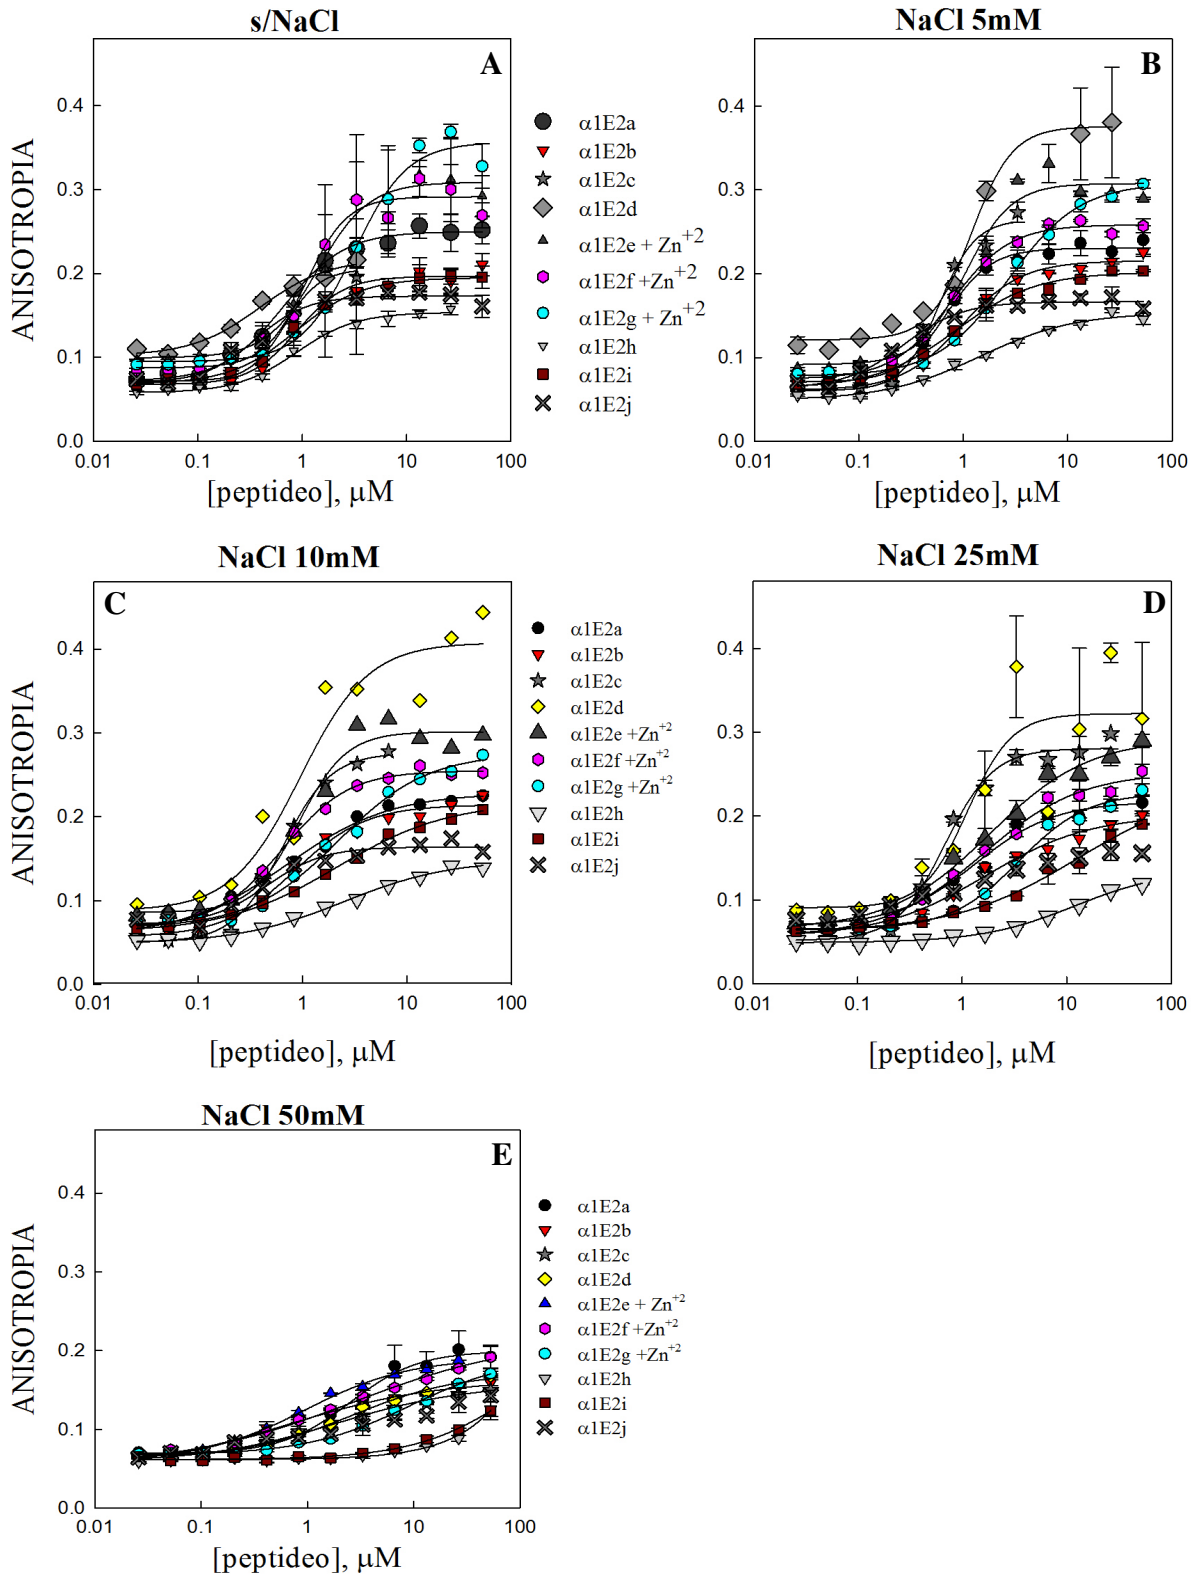 s/NaCl
A
ANISOTROPIA
0.4
0.3
0.2
0.1
0.0
0.01 0.1 1 10 100
[peptideo], μM
α1E2a
α1E2b
α1E2c
α1E2d
α1E2e + Zn+2
α1E2f +Zn+2
α1E2g + Zn+2
α1E2h
α1E2i
α1E2j
NaCl 5mM
B
0.4
0.3
0.2
0.1
0.0
0.01 0.1 1 10 100
[peptideo], μM
NaCl 10mM
C
ANISOTROPIA
0.4
0.3
0.2
0.1
0.0
0.01 0.1 1 10 100
[peptideo], μM
α1E2a
α1E2b
α1E2c
α1E2d
α1E2e +Zn+2
α1E2f +Zn+2
α1E2g +Zn+2
α1E2h
α1E2i
α1E2j
NaCl 25mM
D
0.4
0.3
0.2
0.1
0.0
0.01 0.1 1 10 100
[peptideo], μM
NaCl 50mM
E
ANISOTROPIA
0.4
0.3
0.2
0.1
0.0
0.01 0.1 1 10 100
[peptideo], μM
α1E2a
α1E2b
α1E2c
α1E2d
α1E2e + Zn+2
α1E2f +Zn+2
α1E2g +Zn+2
α1E2h
α1E2i
α1E2j